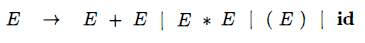 E → E + E | E * E | ( E ) | id